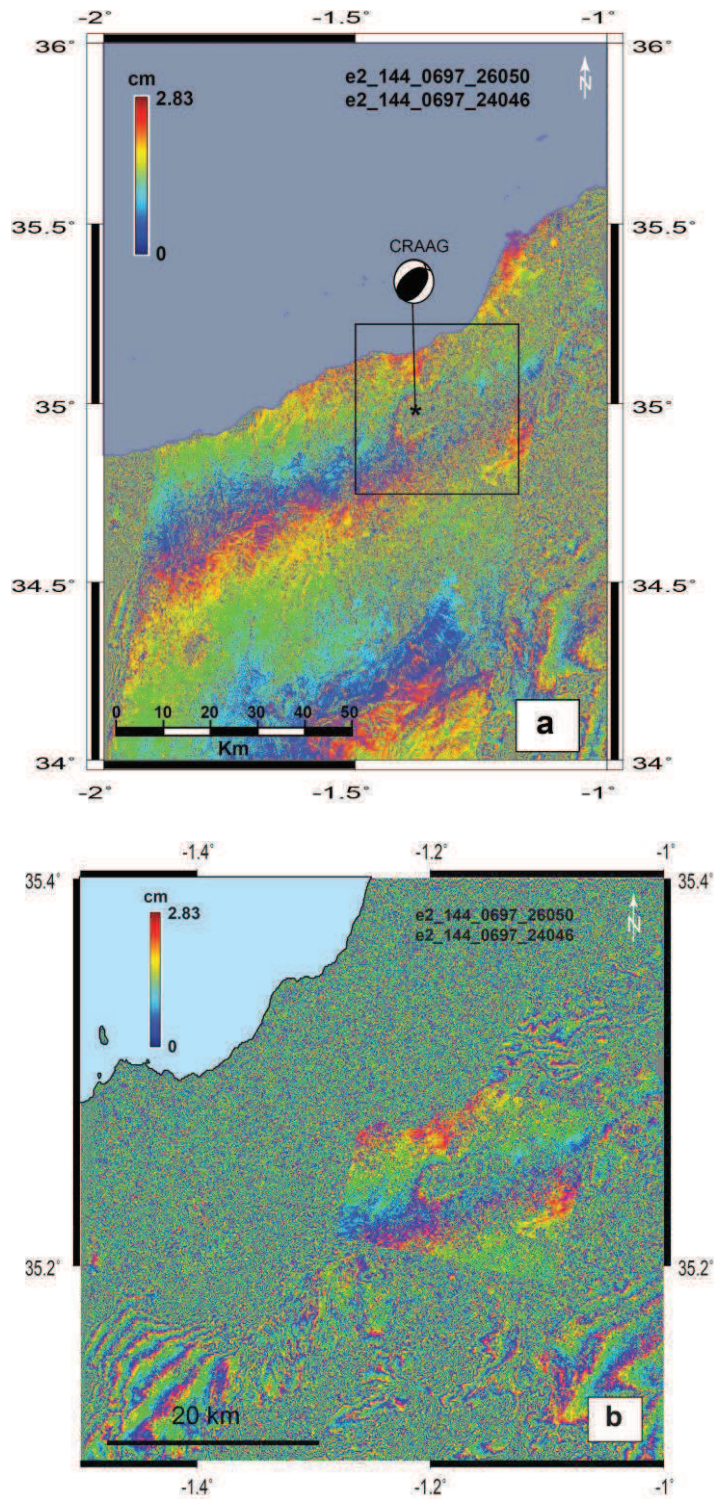 -2° -1.5° -1°
36° 36°
cm
2.83
0
e2_144_0697_26050
e2_144_0697_24046
N
35.5° 35.5°
CRAAG
*
35° 35°
34.5° 34.5°
0 10 20 30 40 50
Km
a
34° 34°
-2° -1.5° -1°
-1.4° -1.2° -1°
35.4° 35.4°
cm
2.83
0
e2_144_0697_26050
e2_144_0697_24046
N
35.2° 35.2°
20 km
b
-1.4° -1.2° -1°